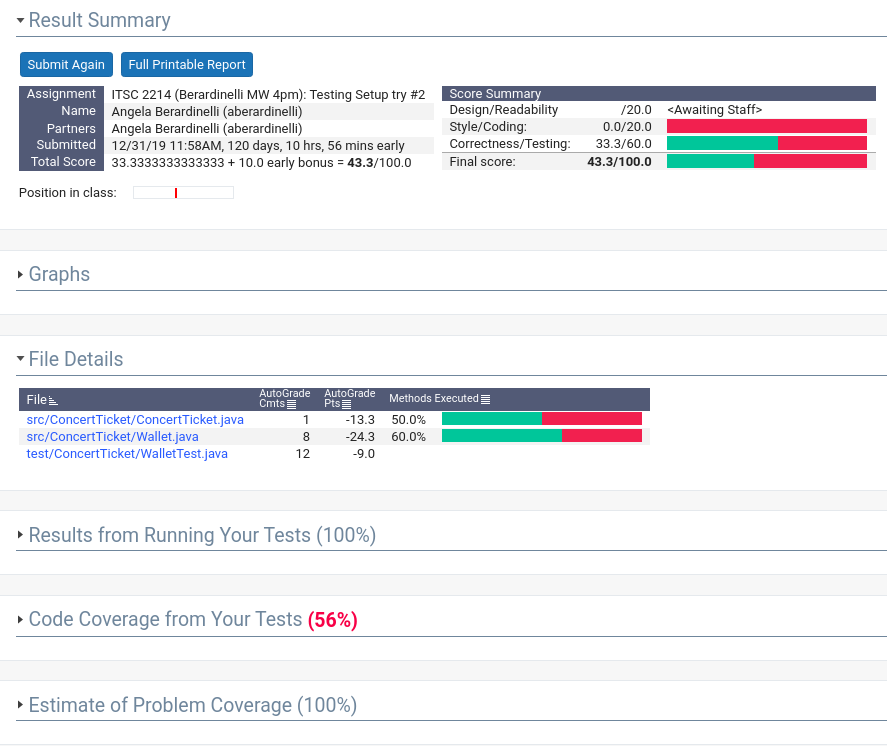 Result Summary
Submit Again
Full Printable Report
Assignment ITSC 2214 (Berardinelli MW 4pm): Testing Setup try #2
Name Angela Berardinelli (aberardinelli)
Partners Angela Berardinelli (aberardinelli)
Submitted 12/31/19 11:58AM, 120 days, 10 hrs, 56 mins early
Total Score 33.3333333333333 + 10.0 early bonus = 43.3/100.0
Score Summary
Design/Readability /20.0 <Awaiting Staff>
Style/Coding: 0.0/20.0
Correctness/Testing: 33.3/60.0
Final score: 43.3/100.0
Position in class:
Graphs
File Details
File AutoGrade Cmts AutoGrade Pts Methods Executed
src/ConcertTicket/ConcertTicket.java 1 -13.3 50.0%
src/ConcertTicket/Wallet.java 8 -24.3 60.0%
test/ConcertTicket/WalletTest.java 12 -9.0
Results from Running Your Tests (100%)
Code Coverage from Your Tests (56%)
Estimate of Problem Coverage (100%)